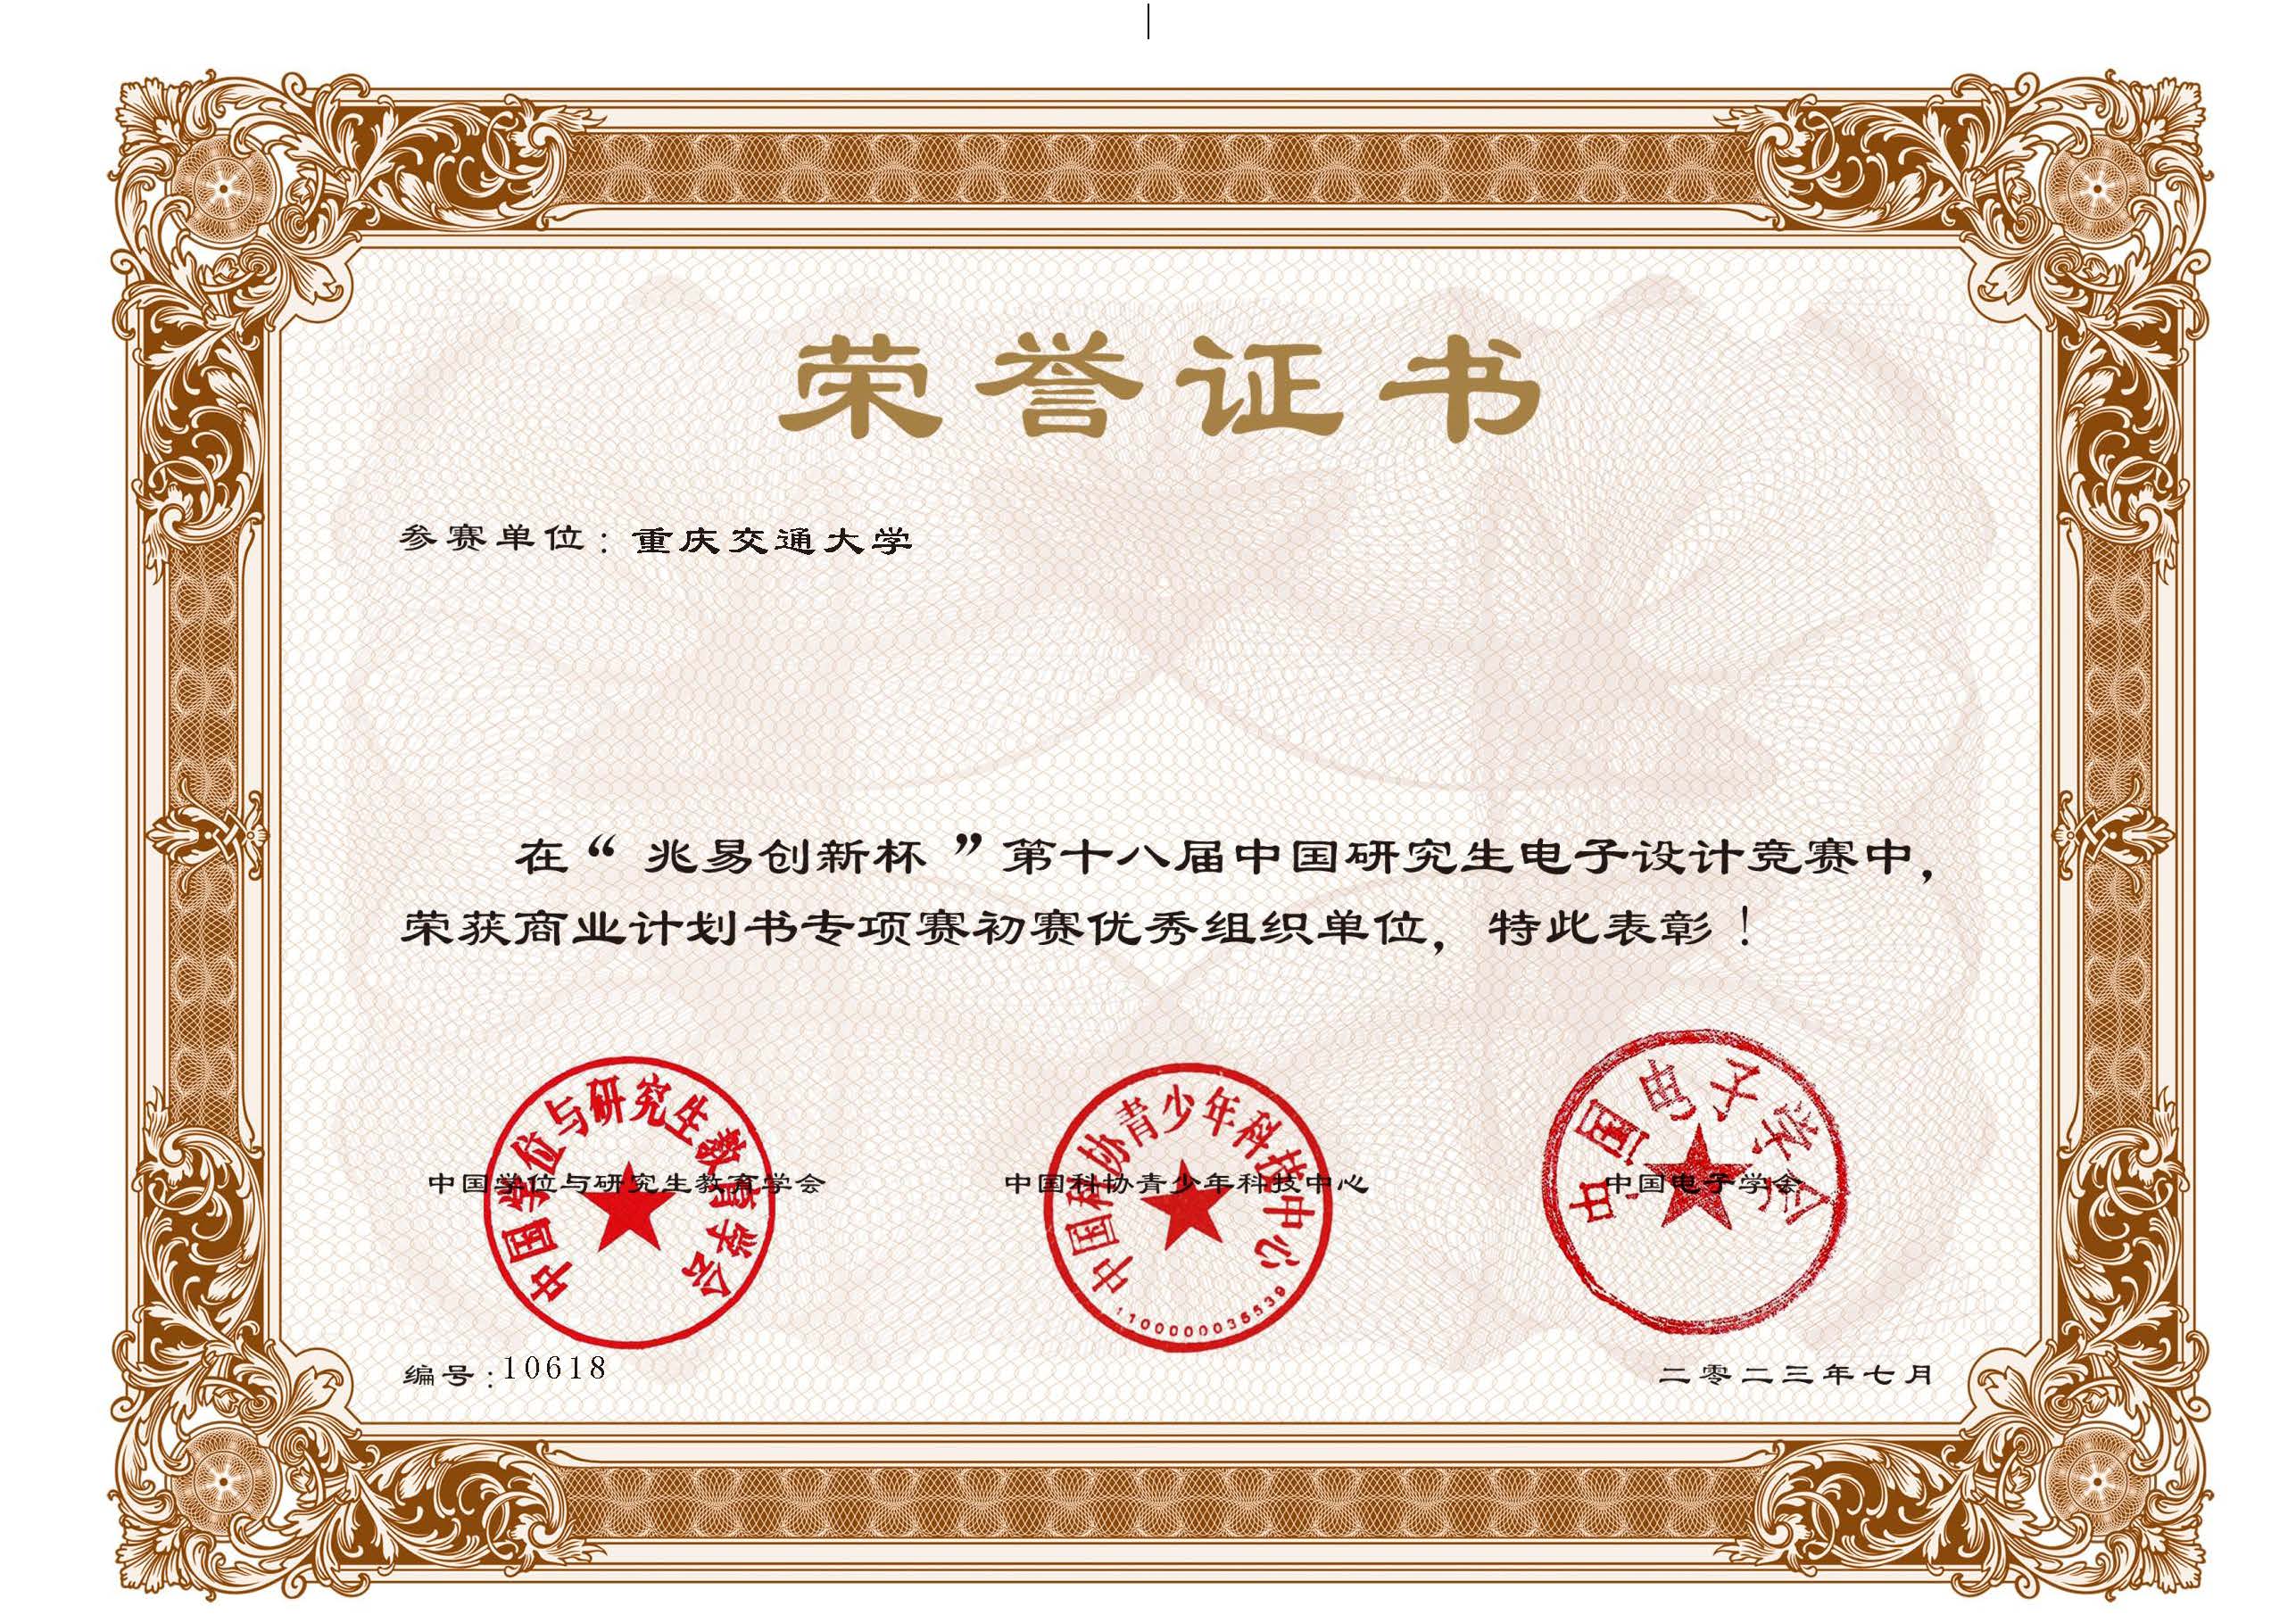 荣誉证书
参赛单位：重庆交通大学
在“兆易创新杯”第十八届中国研究生电子设计竞赛中，
荣获商业计划书专项赛初赛优秀组织单位，特此表彰！
中国学位与研究生教育学会
中国科协青少年科技中心
中国电子学会
中国学位与研究生教育学会
中国科协青少年科技中心
中国电子学会
编号：10618
二零二三年七月